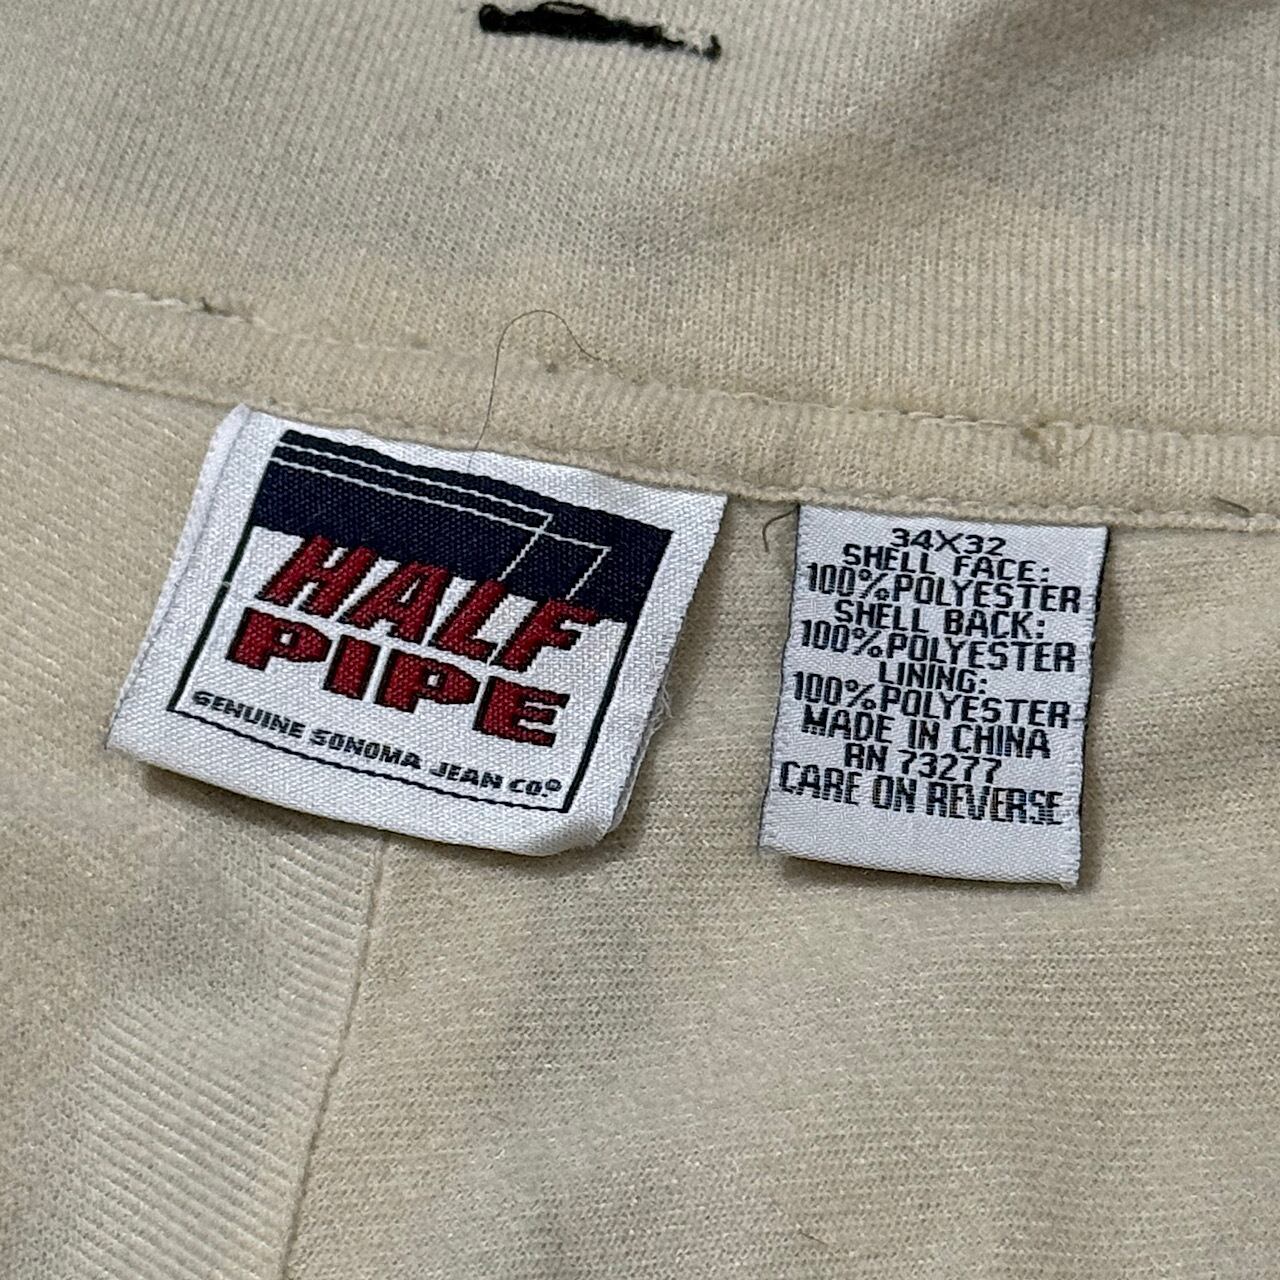 HALF
PIPE
GENUINE SONOMA JEAN CO.®
34X32
SHELL FACE:
100%POLYESTER
SHELL BACK:
100%POLYESTER
LINING:
100%POLYESTER
MADE IN CHINA
RN 73277
CARE ON REVERSE